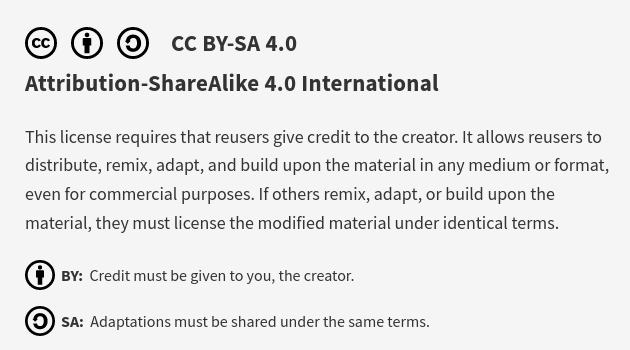 cc CC BY-SA 4.0
Attribution-ShareAlike 4.0 International
This license requires that reusers give credit to the creator. It allows reusers to
distribute, remix, adapt, and build upon the material in any medium or format,
even for commercial purposes. If others remix, adapt, or build upon the
material, they must license the modified material under identical terms.
BY: Credit must be given to you, the creator.
SA: Adaptations must be shared under the same terms.